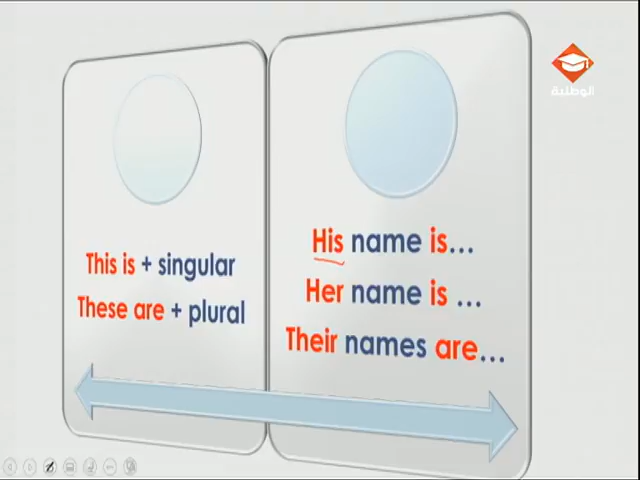 This is + singular
These are + plural
His name is...
Her name is ...
Their names are...
الوطنية